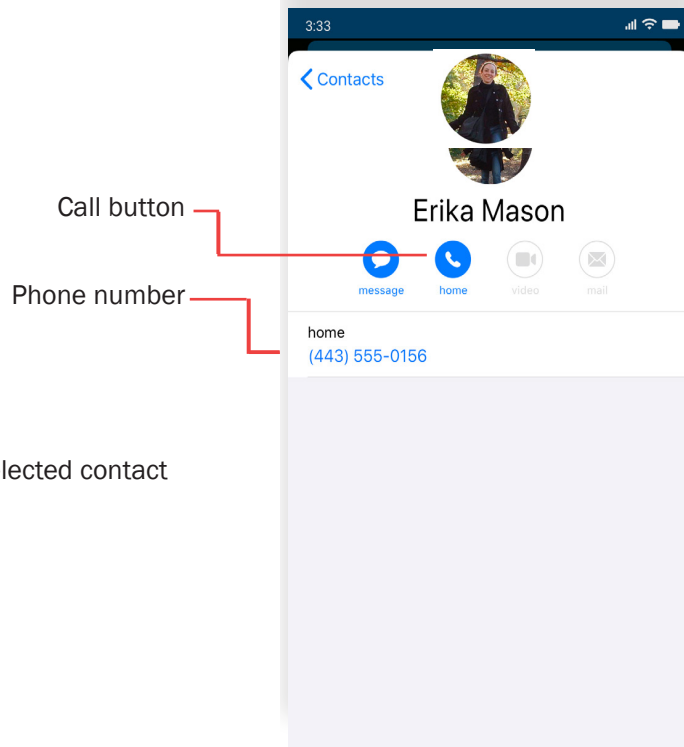 3:33
Contacts
Erika Mason
Call button
message home video mail
Phone number
home
(443) 555-0156
lected contact